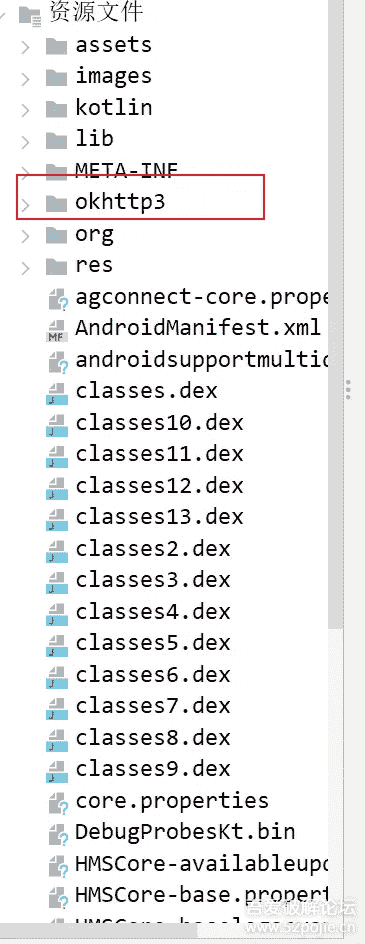 资源文件
assets
images
kotlin
lib
META-INF
okhttp3
org
res
agconnect-core.prope
AndroidManifest.xml
MF
androidsupportmultid
classes.dex
classes10.dex
classes11.dex
classes12.dex
classes13.dex
classes2.dex
classes3.dex
classes4.dex
classes5.dex
classes6.dex
classes7.dex
classes8.dex
classes9.dex
core.properties
DebugProbesKt.bin
HMSCore-availableupd
HMSCore-base.propert
吾爱破解论坛
www.52pojie.cn